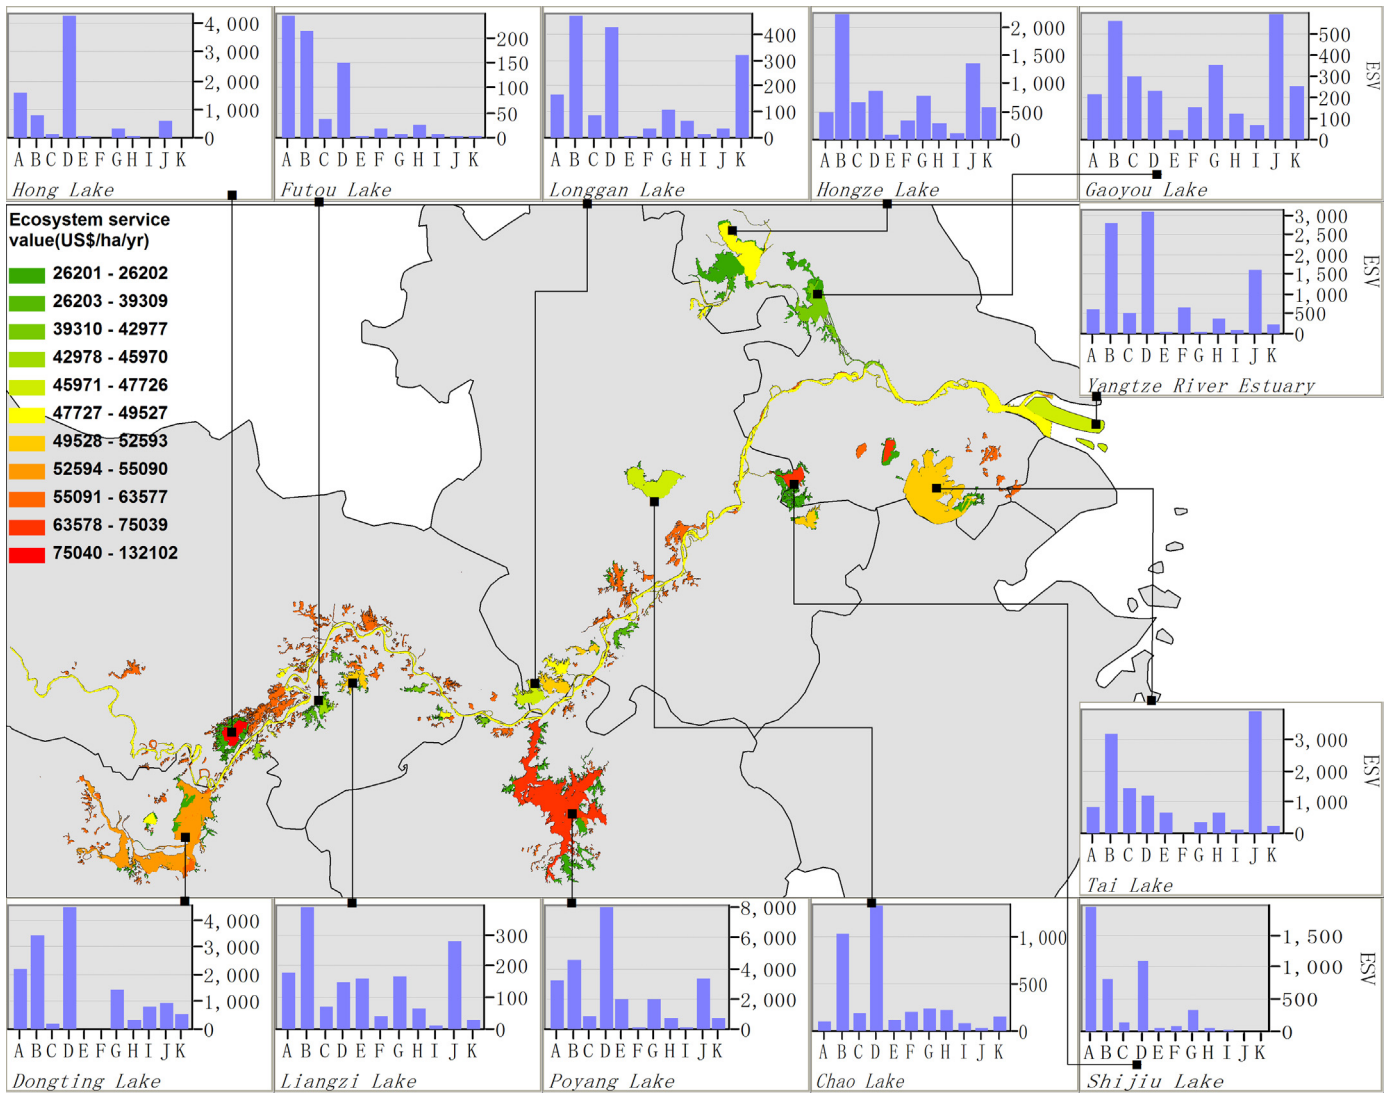 4,000
3,000
2,000
1,000
0
A B C D E F G H I J K
Hong Lake
200
150
100
50
0
A B C D E F G H I J K
Futou Lake
400
300
200
100
0
A B C D E F G H I J K
Longgan Lake
2,000
1,500
1,000
500
0
A B C D E F G H I J K
Hongze Lake
500
400
300
200
100
0
ESV
A B C D E F G H I J K
Gaoyou Lake
Ecosystem service
value(US$/ha/yr)
26201 - 26202
26203 - 39309
39310 - 42977
42978 - 45970
45971 - 47726
47727 - 49527
49528 - 52593
52594 - 55090
55091 - 63577
63578 - 75039
75040 - 132102
3,000
2,500
2,000
1,500
1,000
500
0
ESV
A B C D E F G H I J K
Yangtze River Estuary
3,000
2,000
1,000
0
ESV
A B C D E F G H I J K
Tai Lake
4,000
3,000
2,000
1,000
0
A B C D E F G H I J K
Dongting Lake
300
200
100
0
A B C D E F G H I J K
Liangzi Lake
8,000
6,000
4,000
2,000
0
A B C D E F G H I J K
Poyang Lake
1,000
500
0
A B C D E F G H I J K
Chao Lake
1,500
1,000
500
0
ESV
A B C D E F G H I J K
Shijiu Lake